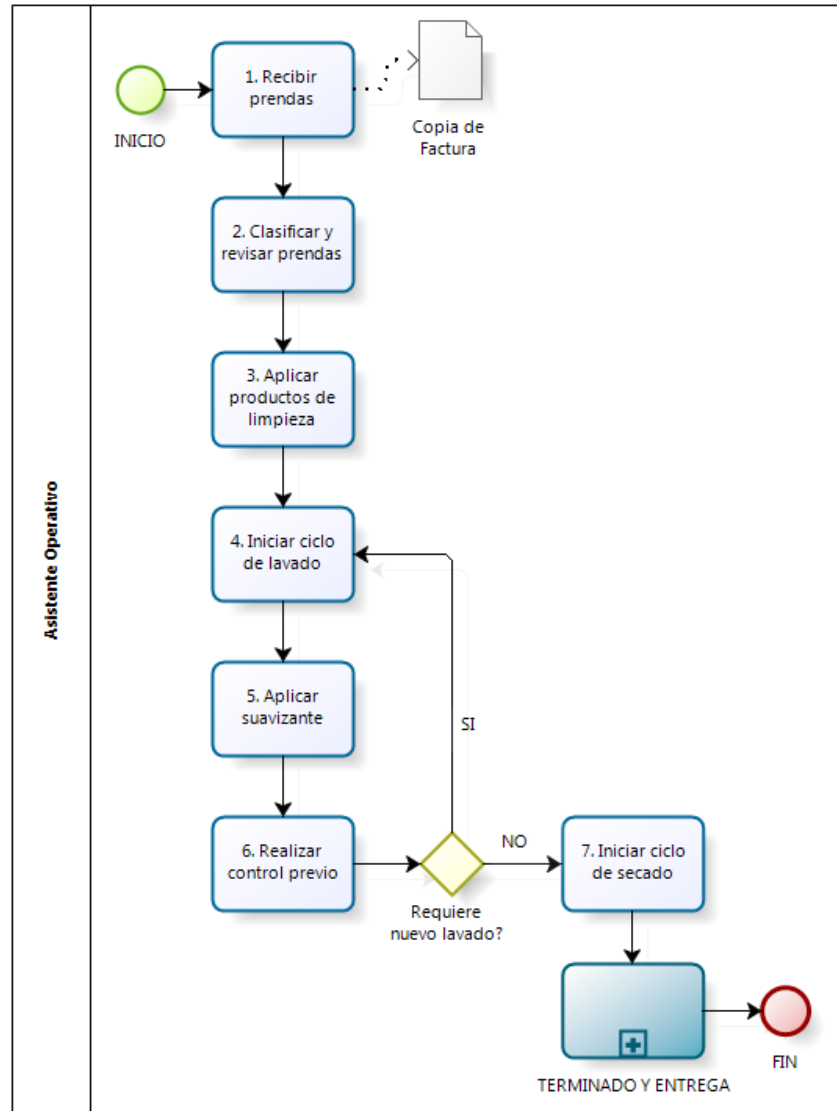 1. Recibir
prendas
INICIO
Copia de
Factura
2. Clasificar y
revisar prendas
3. Aplicar
productos de
limpieza
4. Iniciar ciclo
de lavado
Asistente Operativo
5. Aplicar
suavizante
SI
6. Realizar
control previo
NO
7. Iniciar ciclo
de secado
Requiere
nuevo lavado?
FIN
TERMINADO Y ENTREGA